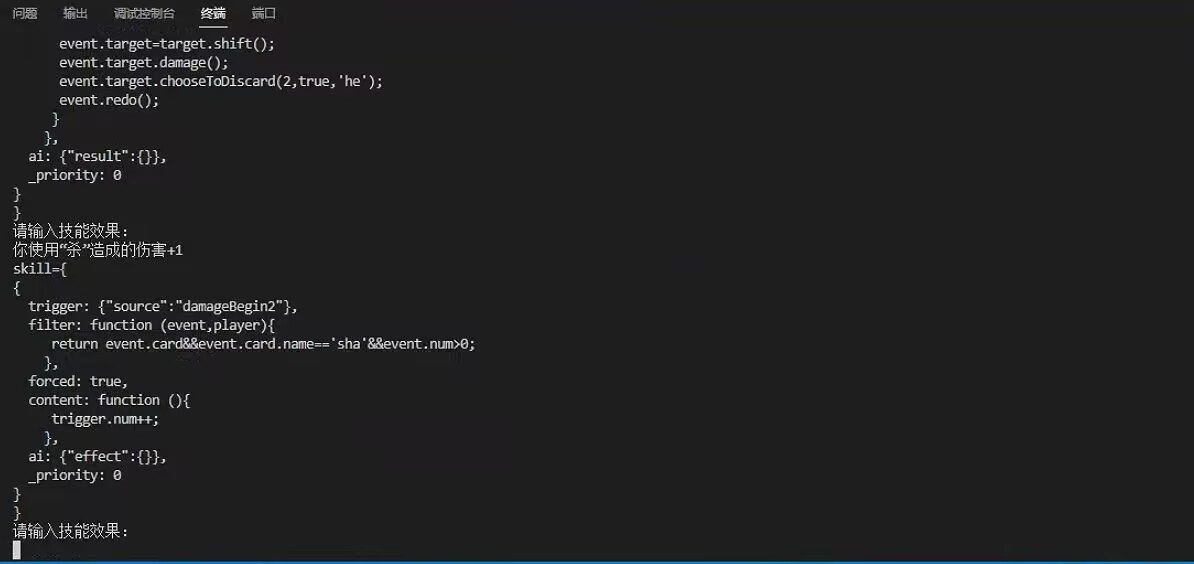 问题 输出 调试控制台 终端 端口
event.target=target.shift();
event.target.damage();
event.target.chooseToDiscard(2,true,'he');
event.redo();
}
},
ai: {"result":{}},
_priority: 0
}
}
请输入技能效果:
你使用“杀”造成的伤害+1
skill={
{
trigger: {"source":"damageBegin2"},
filter: function (event,player){
return event.card&&event.card.name=='sha'&&event.num>0;
},
forced: true,
content: function (){
trigger.num++;
},
ai: {"effect":{}},
_priority: 0
}
}
请输入技能效果: